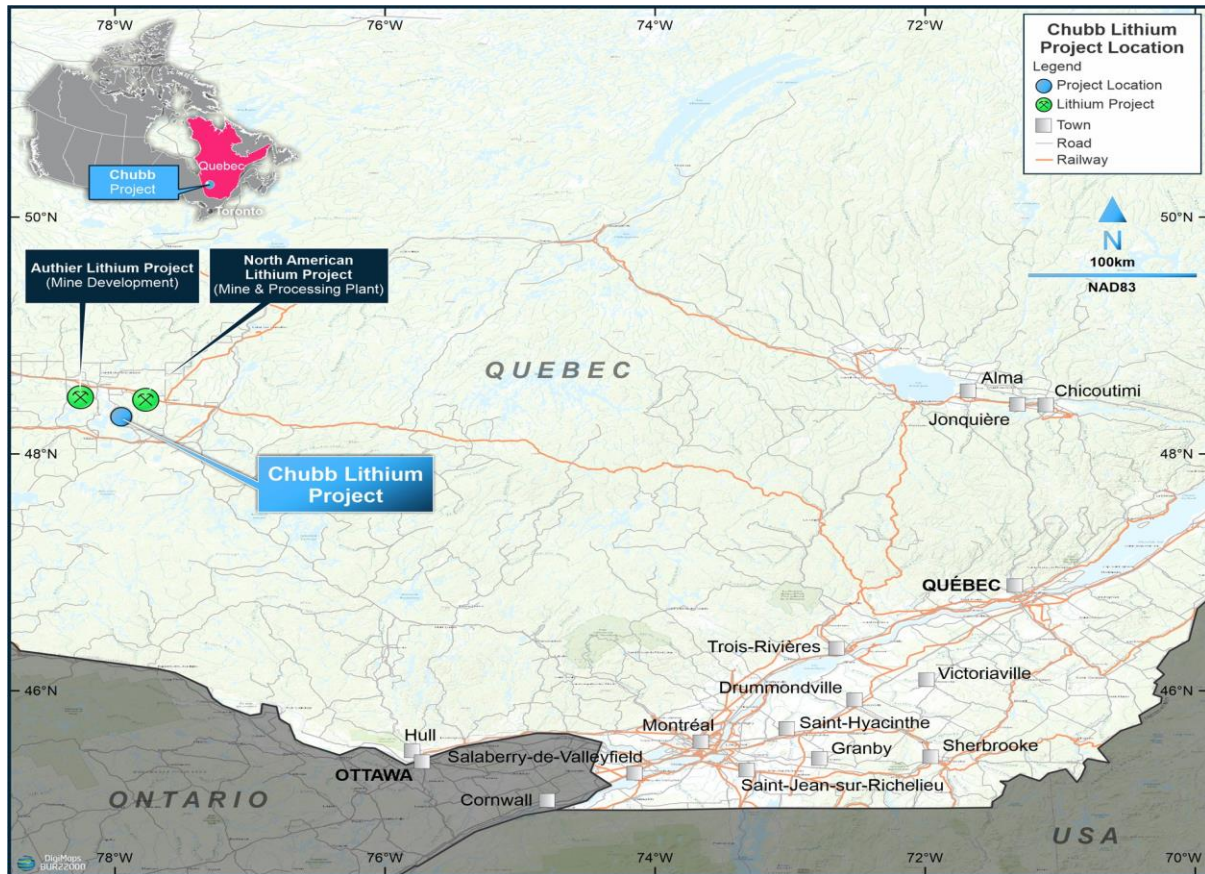 78°W
76°W
74°W
72°W
Chubb Lithium
Project Location
Legend
Project Location
Lithium Project
Town
Road
Railway
Quebec
Chubb
Project
Toronto
50°N
50°N
N
100km
NAD83
Authier Lithium Project
(Mine Development)
North American
Lithium Project
(Mine & Processing Plant)
QUEBEC
Alma
Chicoutimi
Jonquière
48°N
48°N
Chubb Lithium
Project
QUÉBEC
Trois-Rivières
Victoriaville
46°N
46°N
Drummondville
Montréal
Saint-Hyacinthe
Hull
Salaberry-de-Valleyfield
Granby
Sherbrooke
OTTAWA
Saint-Jean-sur-Richelieu
Cornwall
ONTARIO
USA
DigiMaps
BUR22000
78°W
76°W
74°W
72°W
70°W